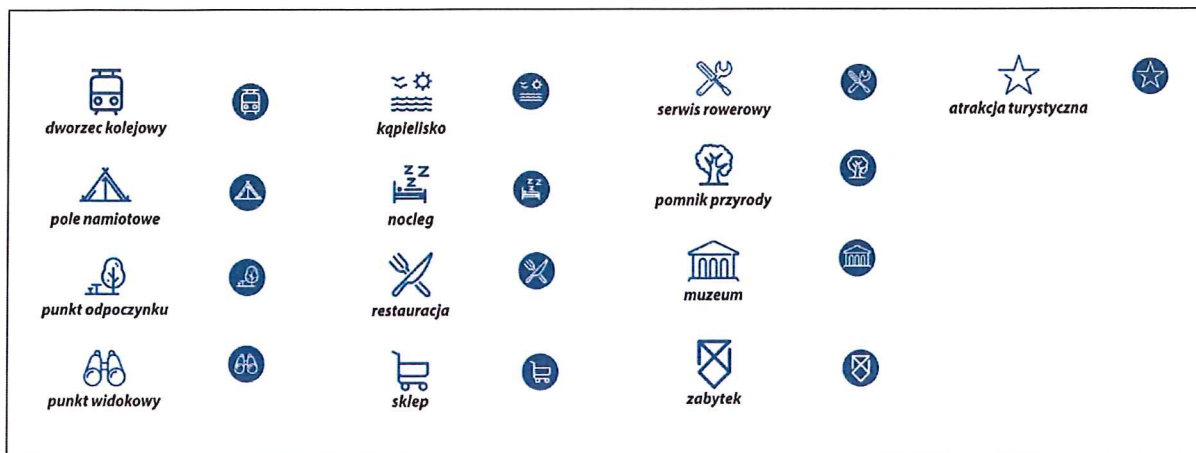 dworzec kolejowy
pole namiotowe
punkt odpoczynku
punkt widokowy
kąpielisko
nocleg
restauracja
sklep
serwis rowerowy
pomnik przyrody
muzeum
zabytek
atrakcja turystyczna